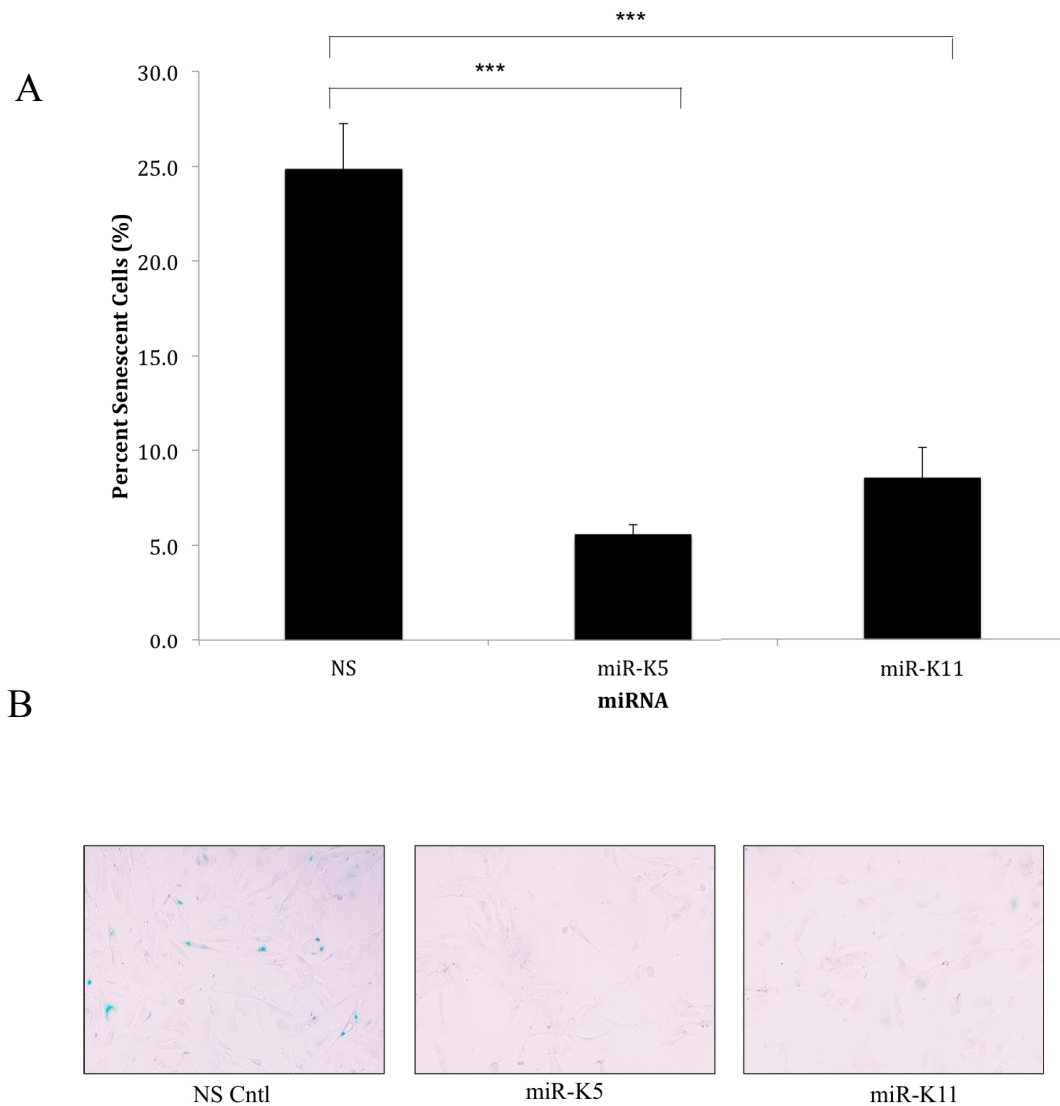 ***
***
A
30.0
25.0
20.0
15.0
10.0
5.0
0.0
Percent Senescent Cells (%)
NS miR-K5 miR-K11
miRNA
B
NS Cntl miR-K5 miR-K11